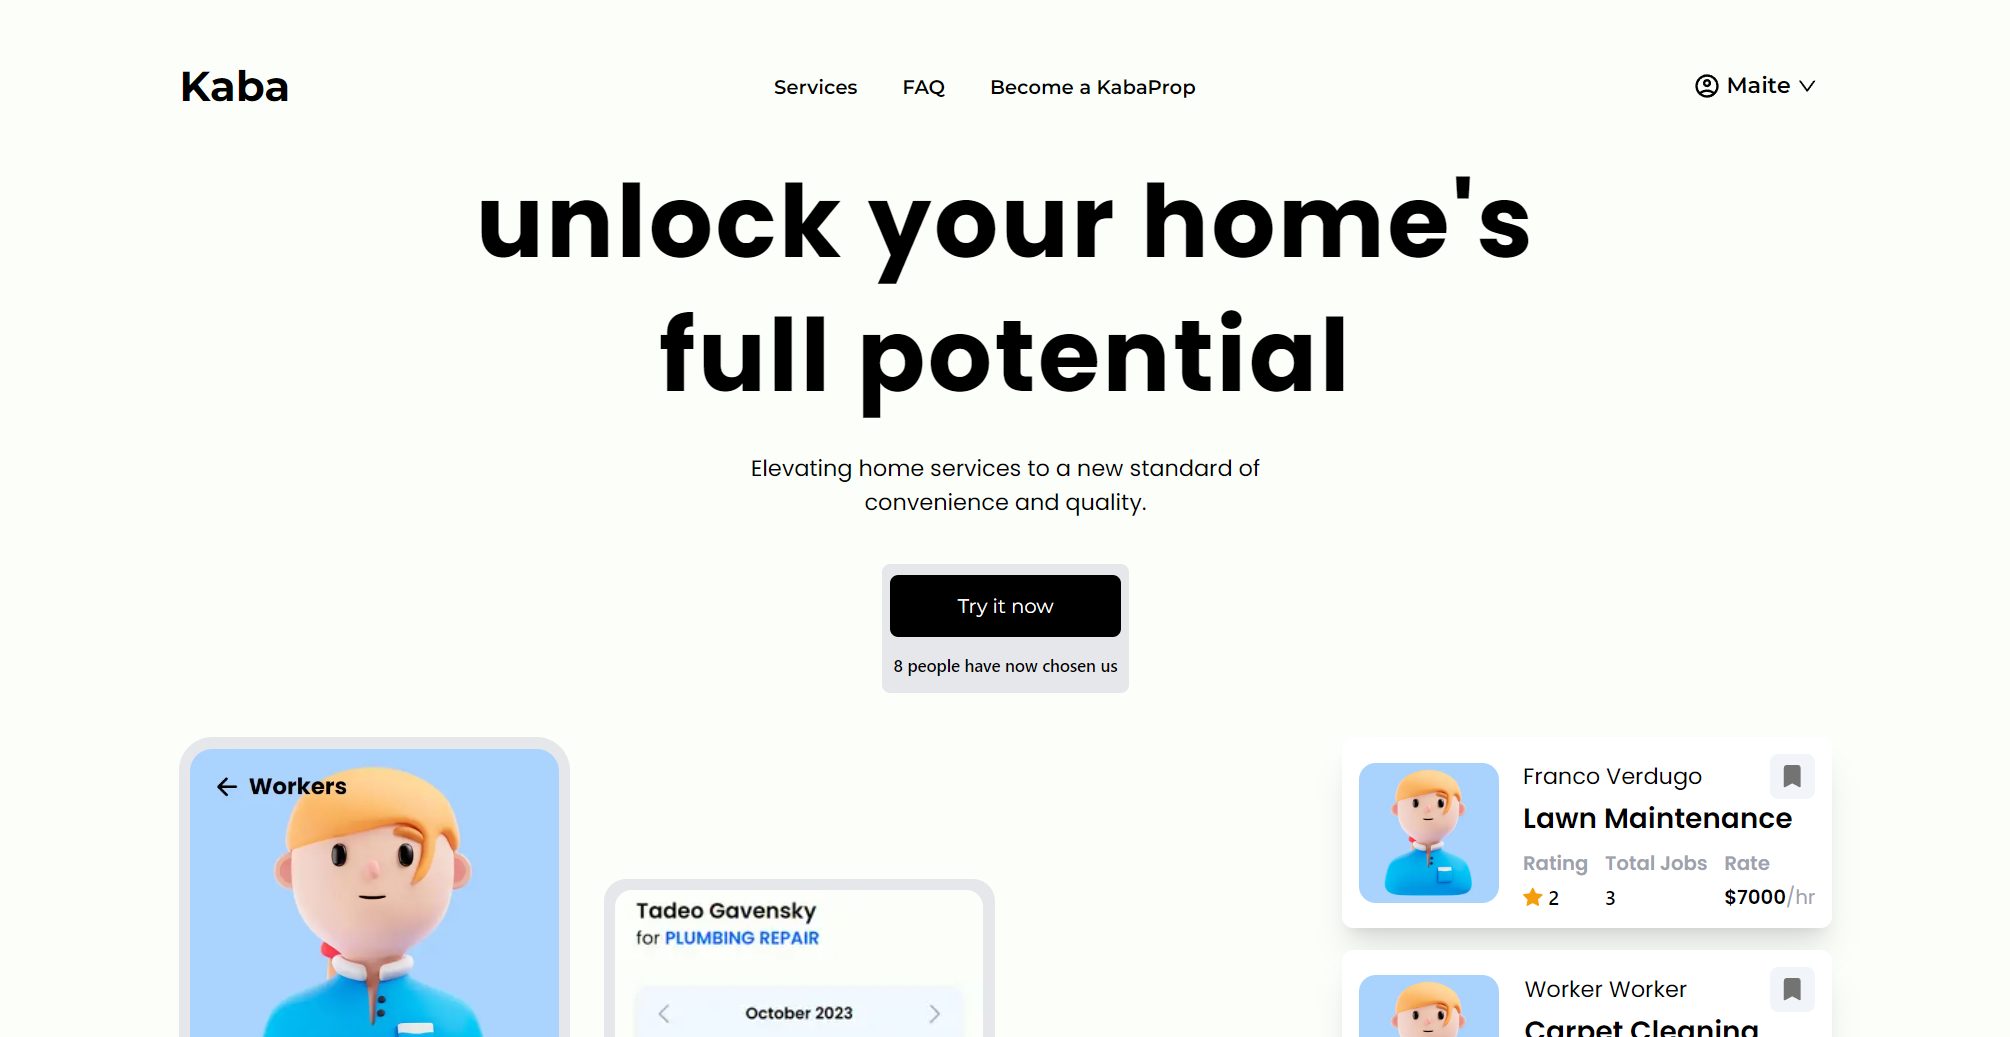 Kaba
Services FAQ Become a KabaProp
Maite
unlock your home's
full potential
Elevating home services to a new standard of
convenience and quality.
Try it now
8 people have now chosen us
Workers
Tadeo Gavensky
for PLUMBING REPAIR
October 2023
Franco Verdugo
Lawn Maintenance
Rating Total Jobs Rate
2 3 $7000/hr
Worker Worker
Carpet Cleaning